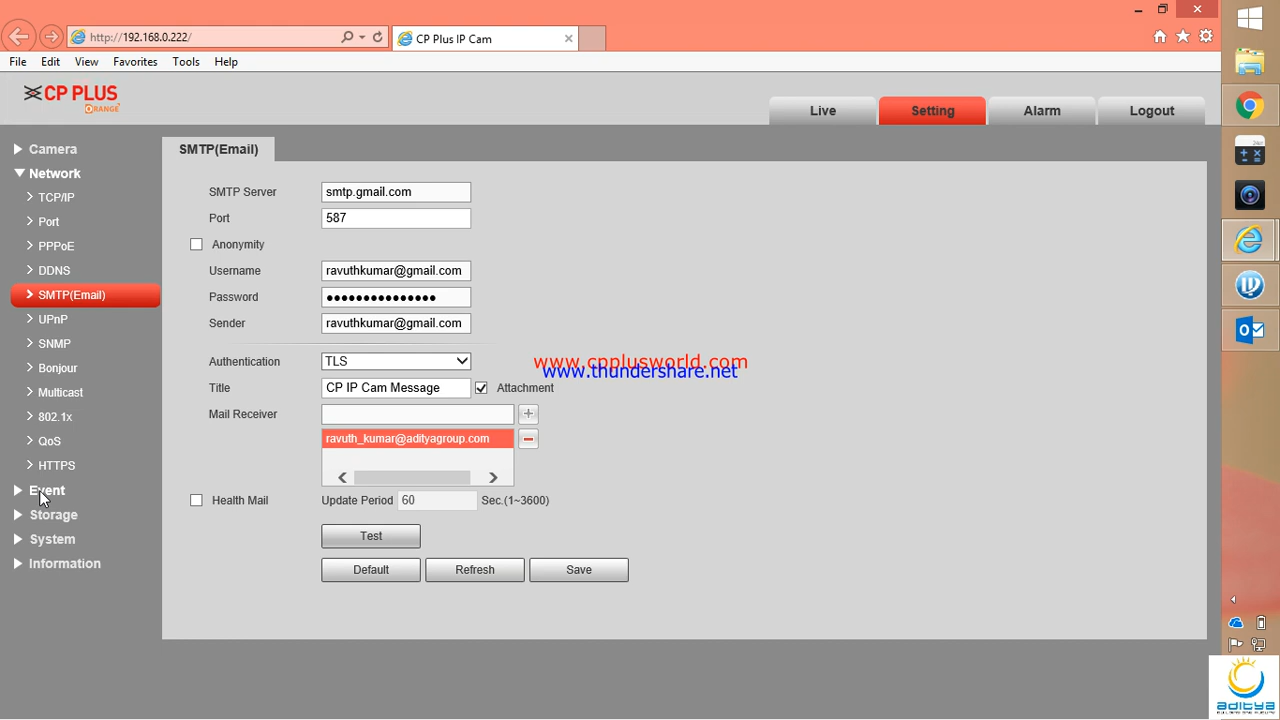 http://192.168.0.222/
CP Plus IP Cam
File Edit View Favorites Tools Help
CP PLUS
ORANGE
Live Setting Alarm Logout
Camera
Network
TCP/IP
Port
PPPoE
DDNS
SMTP(Email)
UPnP
SNMP
Bonjour
Multicast
802.1x
QoS
HTTPS
Event
Storage
System
Information
SMTP(Email)
SMTP Server smtp.gmail.com
Port 587
Anonymity
Username ravuthkumar@gmail.com
Password ●●●●●●●●●●●●●●●
Sender ravuthkumar@gmail.com
Authentication TLS
www.cpplusworld.com
www.thundershare.net
Title CP IP Cam Message Attachment
Mail Receiver
ravuth_kumar@adityagroup.com
Health Mail Update Period 60 Sec.(1~3600)
Test
Default Refresh Save
aditya